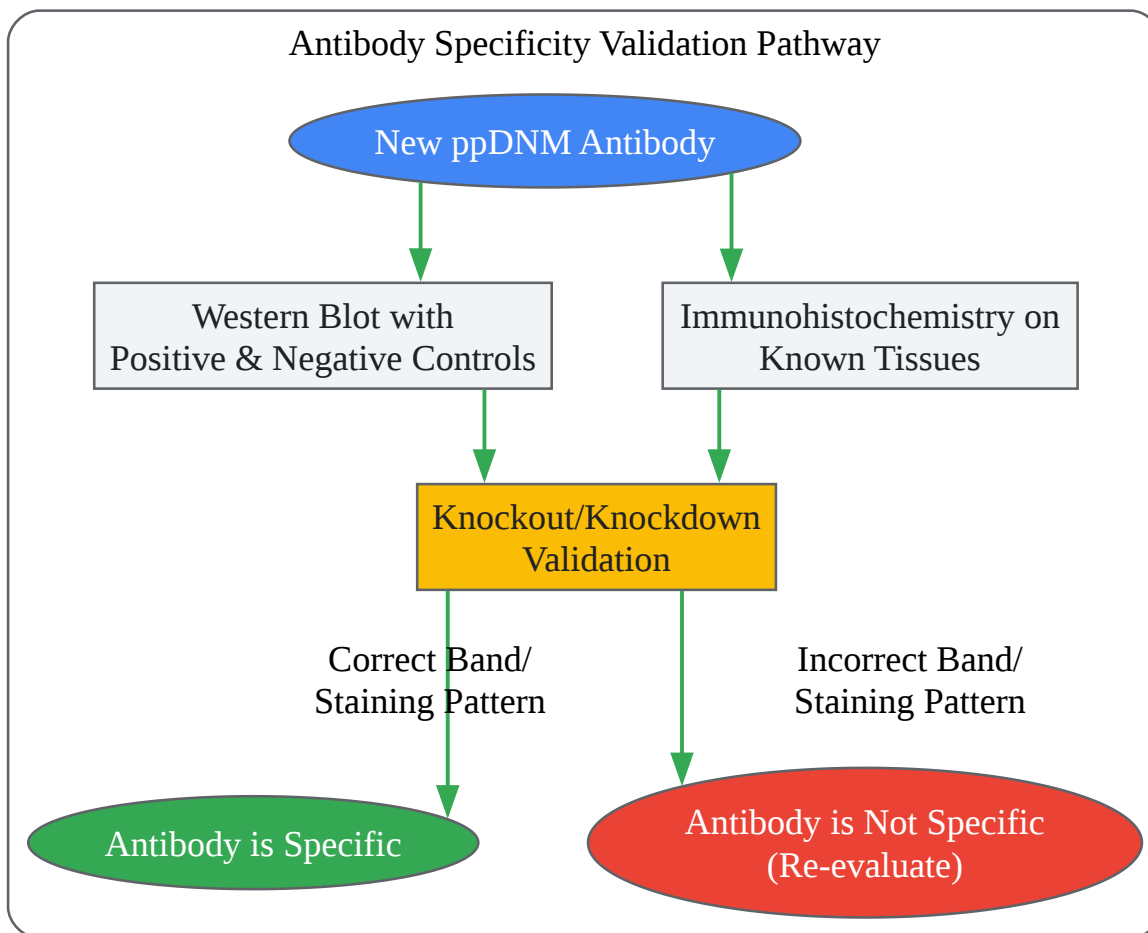 Antibody Specificity Validation Pathway
New ppDNM Antibody
Western Blot with
Positive & Negative Controls
Immunohistochemistry on
Known Tissues
Knockout/Knockdown
Validation
Correct Band/
Staining Pattern
Incorrect Band/
Staining Pattern
Antibody is Specific
Antibody is Not Specific
(Re-evaluate)